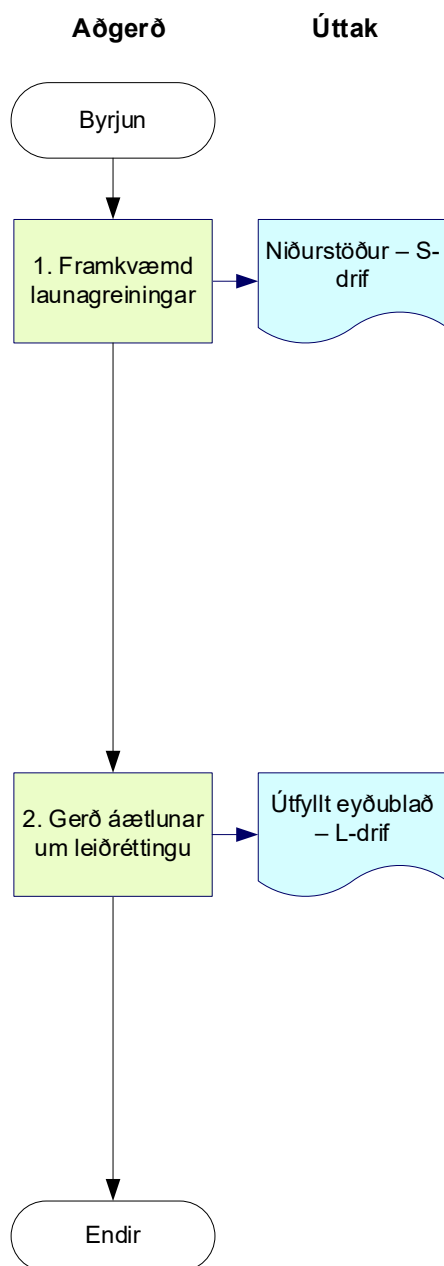 Aðgerð
Úttak
Byrjun
1. Framkvæmd
launagreiningar
Niðurstöður – S-
drif
2. Gerð áætlunar
um leiðréttingu
Útfyllt eyðublað
– L-drif
Endir